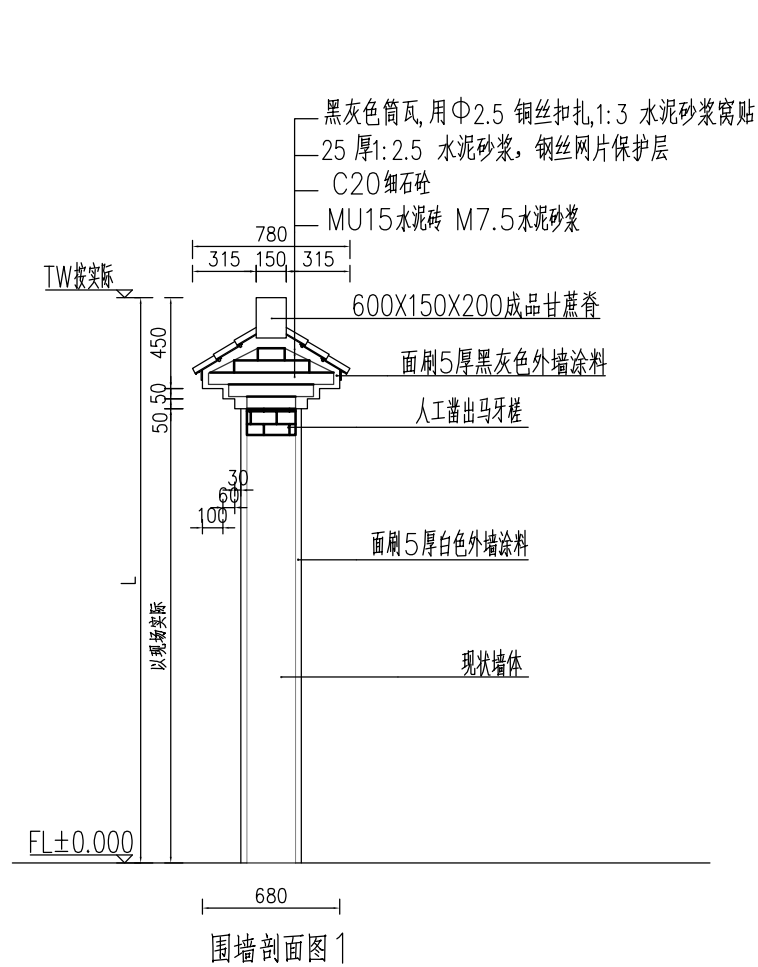 黑灰色筒瓦,用Φ2.5 铜丝扣扎,1:3 水泥砂浆窝贴
25 厚1:2.5 水泥砂浆，钢丝网片保护层
C20细石砼
MU15水泥砖 M7.5水泥砂浆
780
315 150 315
TW按实际
600X150X200成品甘蔗脊
450
面刷5厚黑灰色外墙涂料
50,50
人工凿出马牙槎
30
60
100
面刷5厚白色外墙涂料
L
以现场实际
现状墙体
FL±0.000
680
围墙剖面图1